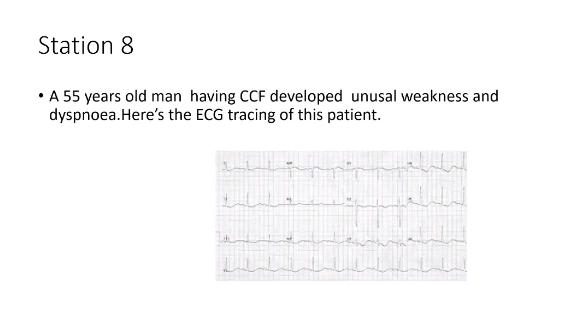 Station 8
• A 55 years old man having CCF developed unusal weakness and
dyspnoea.Here's the ECG tracing of this patient.